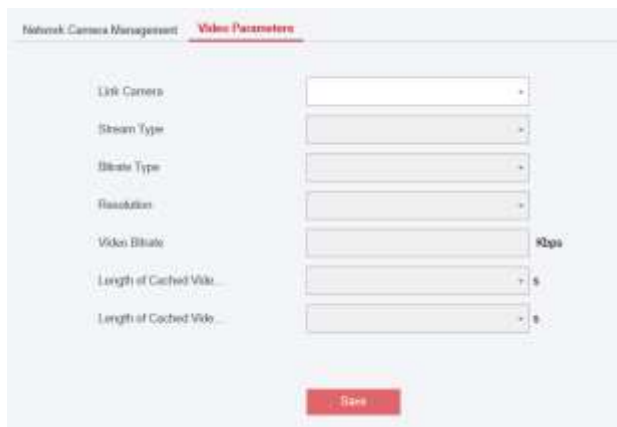 Network Camera Management Video Parameters
Link Camera
Stream Type
Bitrate Type
Resolution
Video Bitrate Kbps
Length of Cached Vide... s
Length of Cached Vide... s
Save